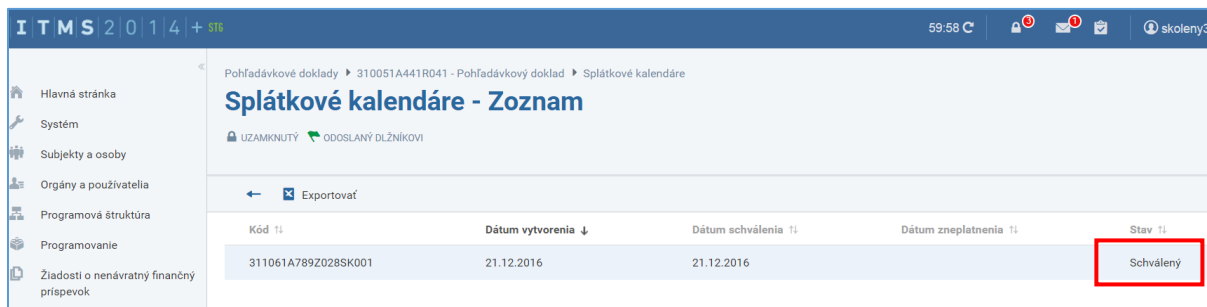 ITMS2014+ STG
59:58
3
1
skoleny3
Pohľadávkové doklady 310051A441R041 - Pohľadávkový doklad Splátkové kalendáre
Splátkové kalendáre - Zoznam
UZAMKNUTÝ ODOSLANÝ DLŽNÍKOVI
Hlavná stránka
Systém
Subjekty a osoby
Orgány a používatelia
Programová štruktúra
Programovanie
Žiadosti o nenávratný finančný
príspevok
Exportovať
Kód Dátum vytvorenia Dátum schválenia Dátum zneplatnenia Stav
311061A789Z028SK001 21.12.2016 21.12.2016 Schválený